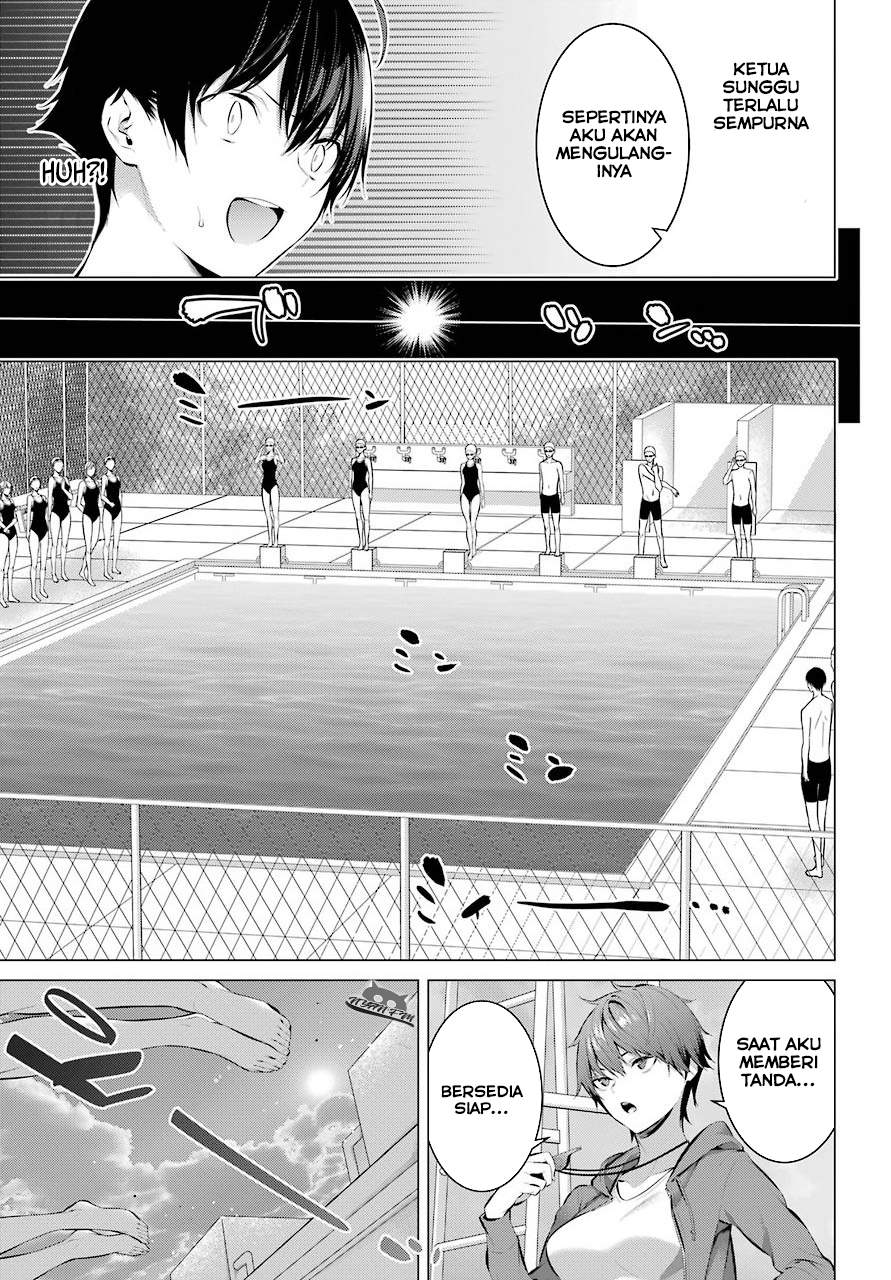 KETUA
SUNGGU
TERLALU
SEMPURNA
SEPERTINYA
AKU AKAN
MENGULANG-
INYA
HUH?!
SAAT AKU
MEMBERI
TANDA...
BERSEDIA
SIAP...